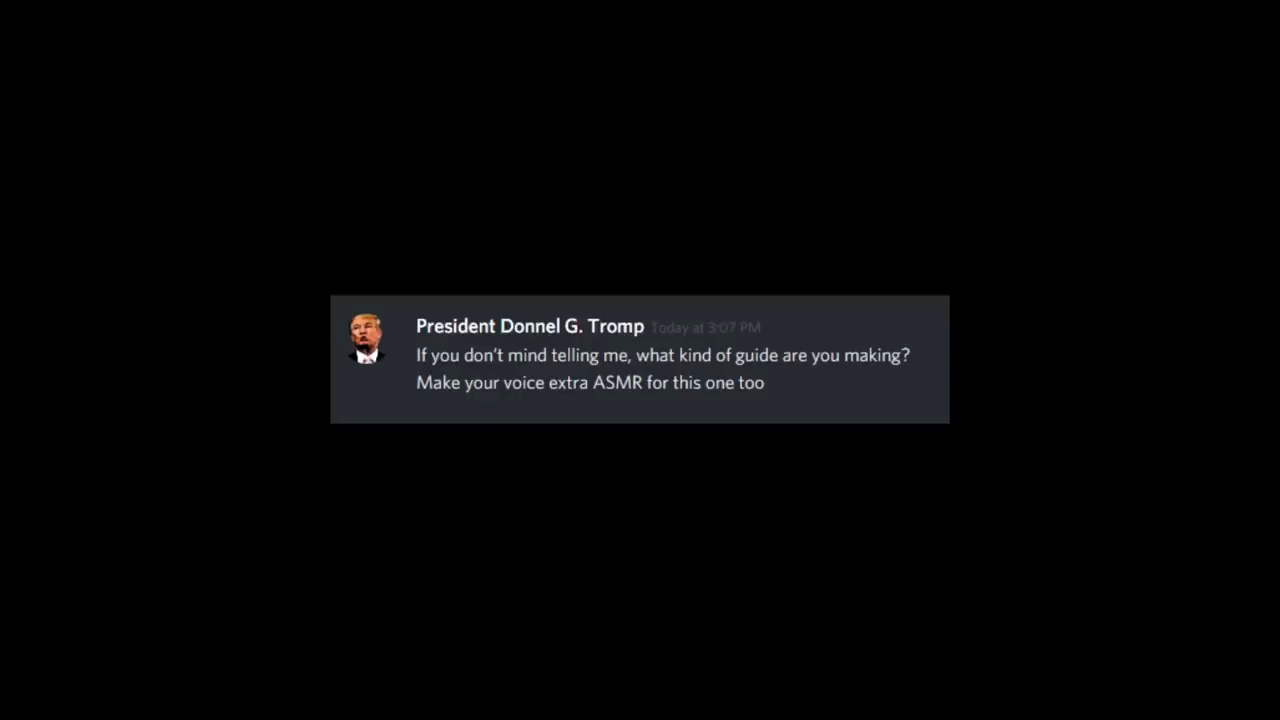 President Donnel G. Tromp Today at 3:07 PM
If you don't mind telling me, what kind of guide are you making?
Make your voice extra ASMR for this one too